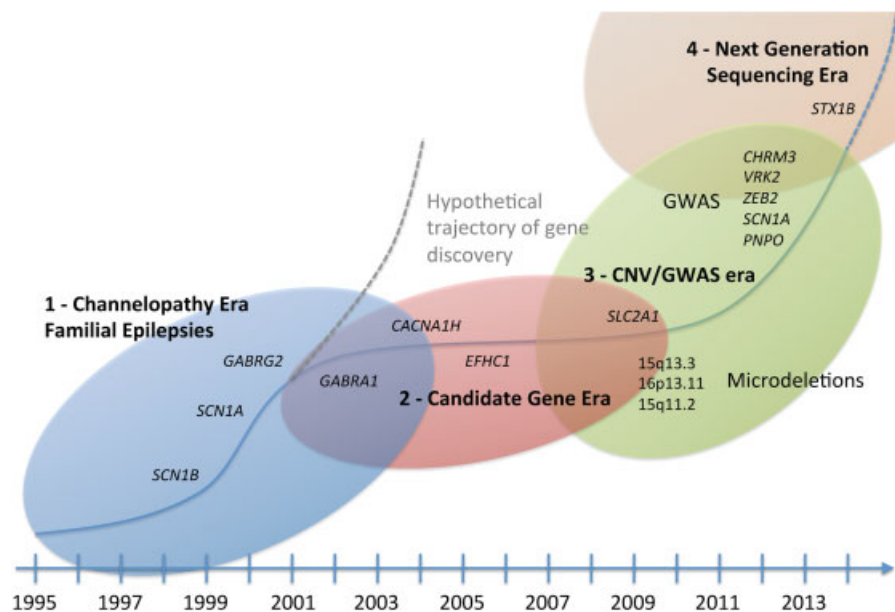 4 - Next Generation
Sequencing Era
STX1B
CHRM3
VRK2
GWAS
ZEB2
SCN1A
PNPO
Hypothetical
trajectory of gene
discovery
3 - CNV/GWAS era
1 - Channelopathy Era
Familial Epilepsies
CACNA1H
SLC2A1
GABRG2
EFHC1
GABRA1
15q13.3
16p13.11
15q11.2
Microdeletions
2 - Candidate Gene Era
SCN1A
SCN1B
1995 1997 1999 2001 2003 2005 2007 2009 2011 2013